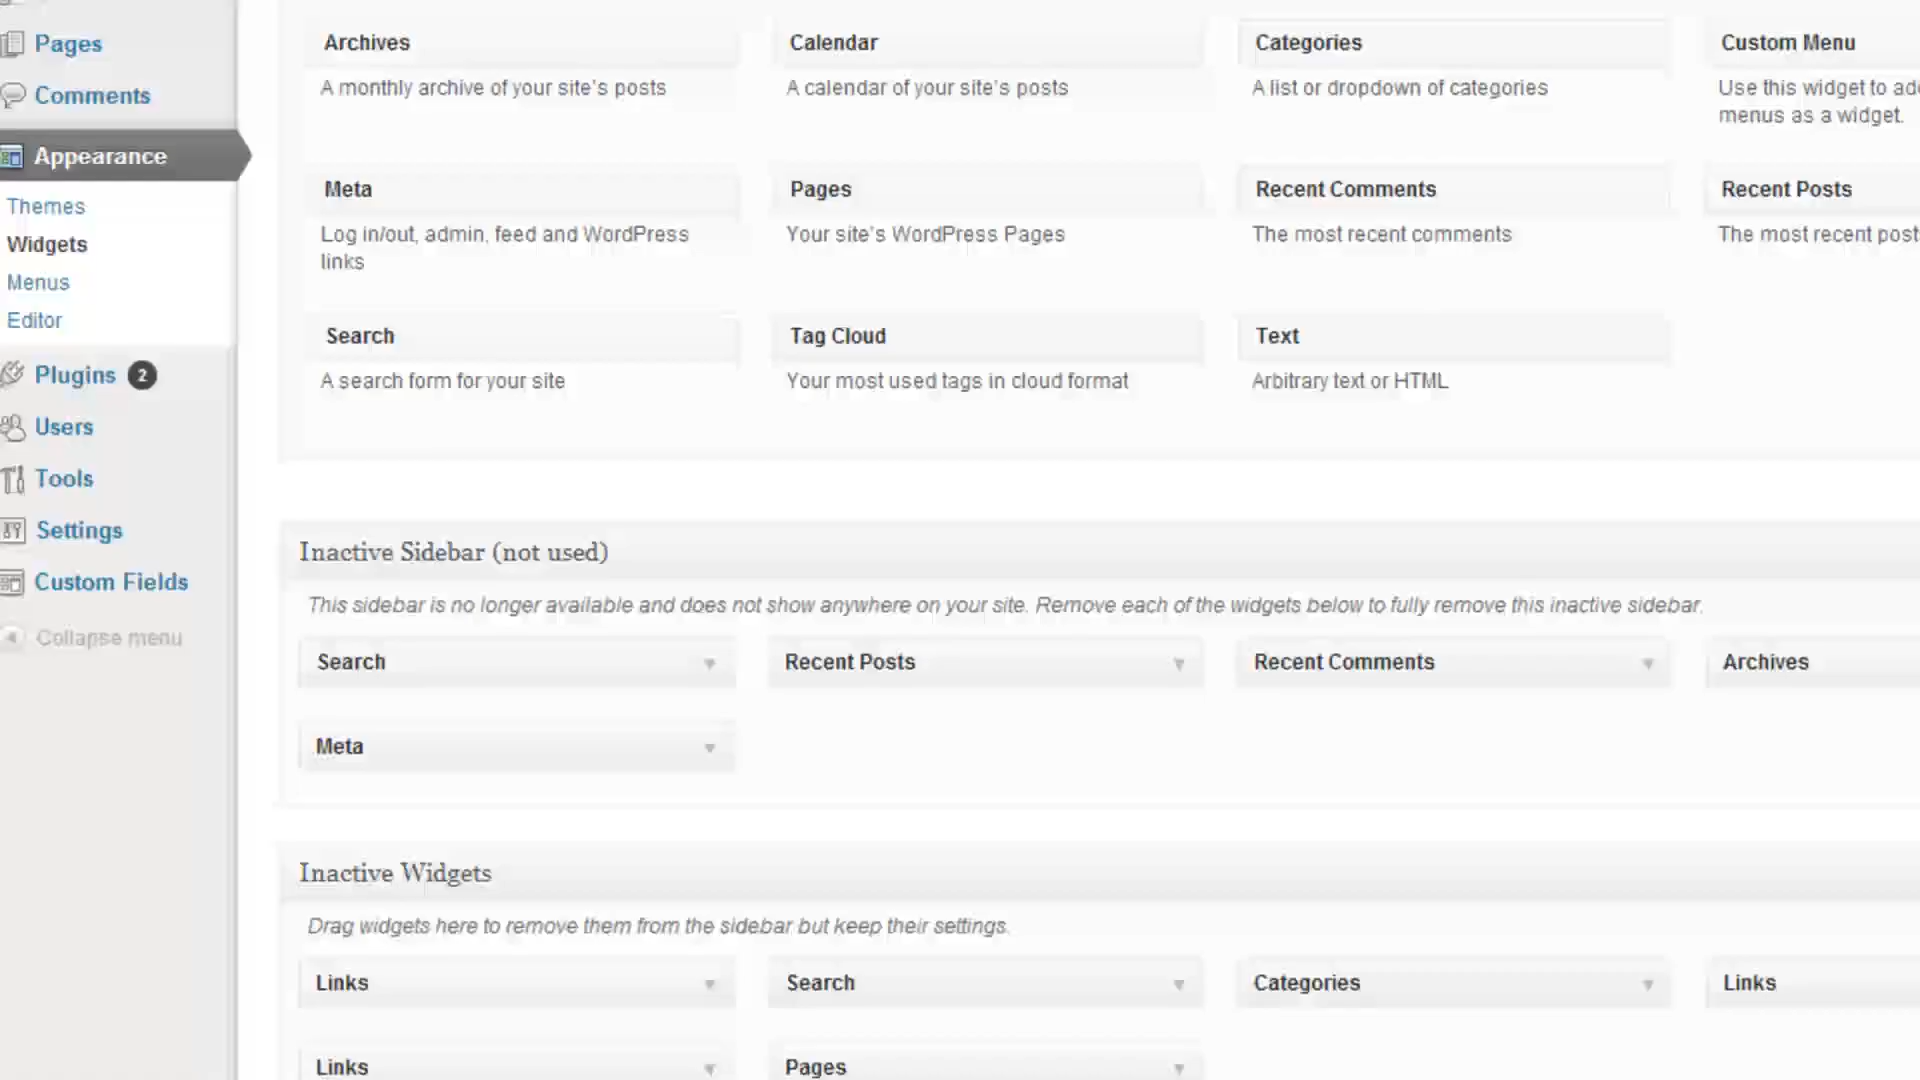 Pages
Comments
Appearance
Themes
Widgets
Menus
Editor
Plugins 2
Users
Tools
Settings
Custom Fields
Collapse menu
Archives
A monthly archive of your site's posts
Calendar
A calendar of your site's posts
Categories
A list or dropdown of categories
Custom Menu
Use this widget to
menus as a widget.
Meta
Log in/out, admin, feed and WordPress
links
Pages
Your site's WordPress Pages
Recent Comments
The most recent comments
Recent Posts
The most recent
Search
A search form for your site
Tag Cloud
Your most used tags in cloud format
Text
Arbitrary text or HTML
Inactive Sidebar (not used)
This sidebar is no longer available and does not show anywhere on your site. Remove each of the widgets below to fully remove this inactive sidebar.
Search
Recent Posts
Recent Comments
Archives
Meta
Inactive Widgets
Drag widgets here to remove them from the sidebar but keep their settings.
Links
Search
Categories
Links
Links
Pages